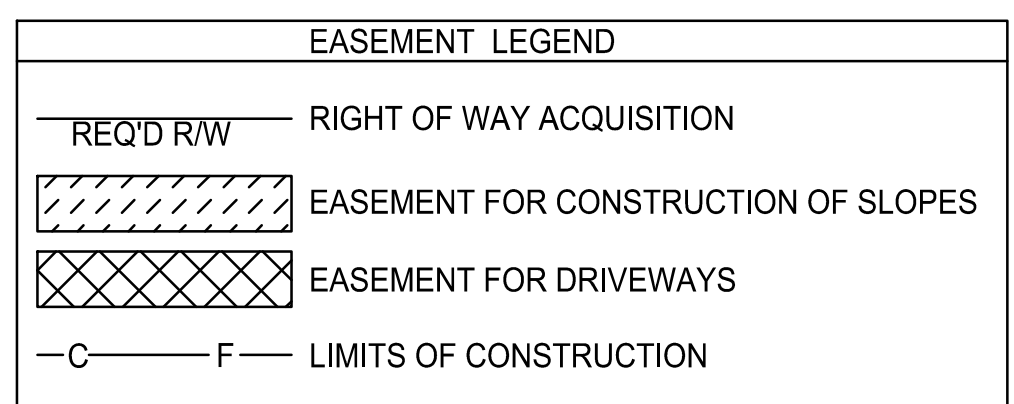 EASEMENT LEGEND
REQ'D R/W RIGHT OF WAY ACQUISITION
EASEMENT FOR CONSTRUCTION OF SLOPES
EASEMENT FOR DRIVEWAYS
C F LIMITS OF CONSTRUCTION